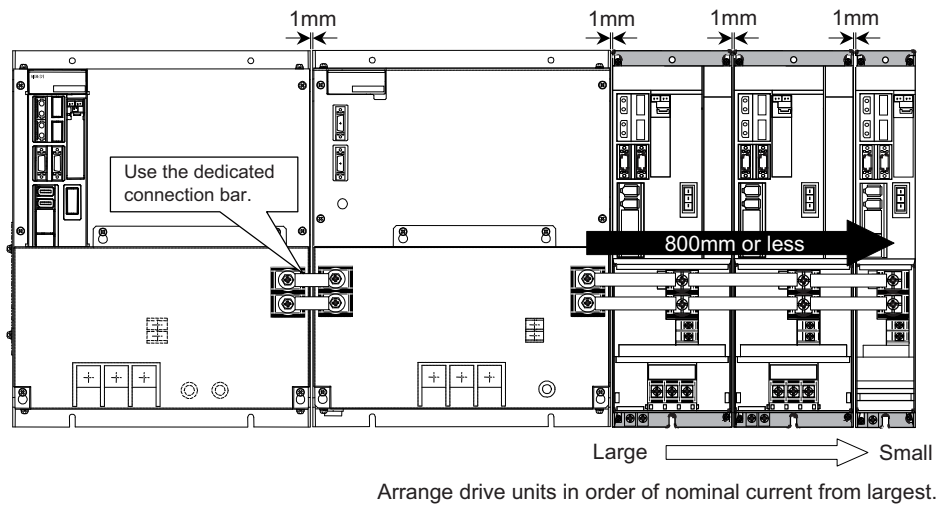 1mm
1mm
1mm
1mm
Use the dedicated
connection bar.
800mm or less
Large
Small
Arrange drive units in order of nominal current from largest.